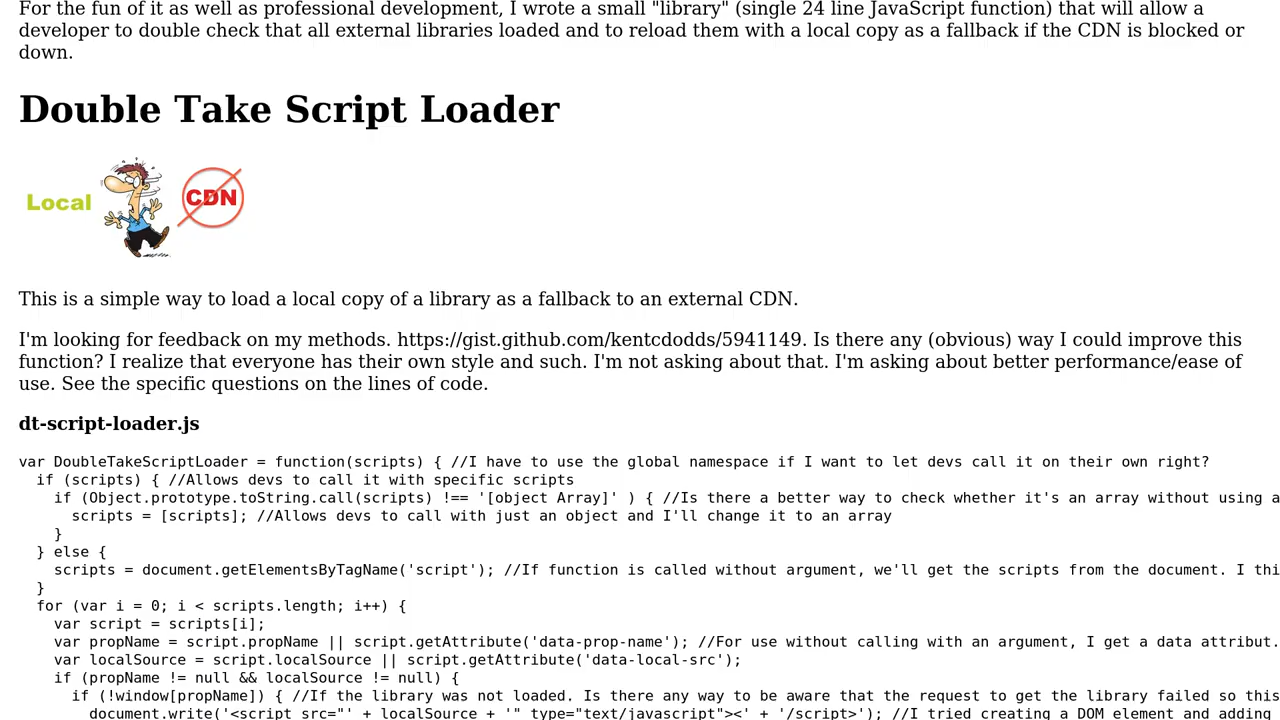 For the fun of it as well as professional development, I wrote a small "library" (single 24 line JavaScript function) that will allow a
developer to double check that all external libraries loaded and to reload them with a local copy as a fallback if the CDN is blocked or
down.
Double Take Script Loader
Local
CDN
This is a simple way to load a local copy of a library as a fallback to an external CDN.
I'm looking for feedback on my methods. https://gist.github.com/kentcdodds/5941149. Is there any (obvious) way I could improve this
function? I realize that everyone has their own style and such. I'm not asking about that. I'm asking about better performance/ease of
use. See the specific questions on the lines of code.
dt-script-loader.js
var DoubleTakeScriptLoader = function(scripts) { //I have to use the global namespace if I want to let devs call it on their own right?
if (scripts) { //Allows devs to call it with specific scripts
if (Object.prototype.toString.call(scripts) !== '[object Array]' ) { //Is there a better way to check whether it's an array without using a
scripts = [scripts]; //Allows devs to call with just an object and I'll change it to an array
}
} else {
scripts = document.getElementsByTagName('script'); //If function is called without argument, we'll get the scripts from the document. I thi
}
for (var i = 0; i < scripts.length; i++) {
var script = scripts[i];
var propName = script.propName || script.getAttribute('data-prop-name'); //For use without calling with an argument, I get a data attribut.
var localSource = script.localSource || script.getAttribute('data-local-src');
if (propName != null && localSource != null) {
if (!window[propName]) { //If the library was not loaded. Is there any way to be aware that the request to get the library failed so this
document.write('<script src="' + localSource + '" type="text/javascript"><' + '/script>'); //I tried creating a DOM element and adding